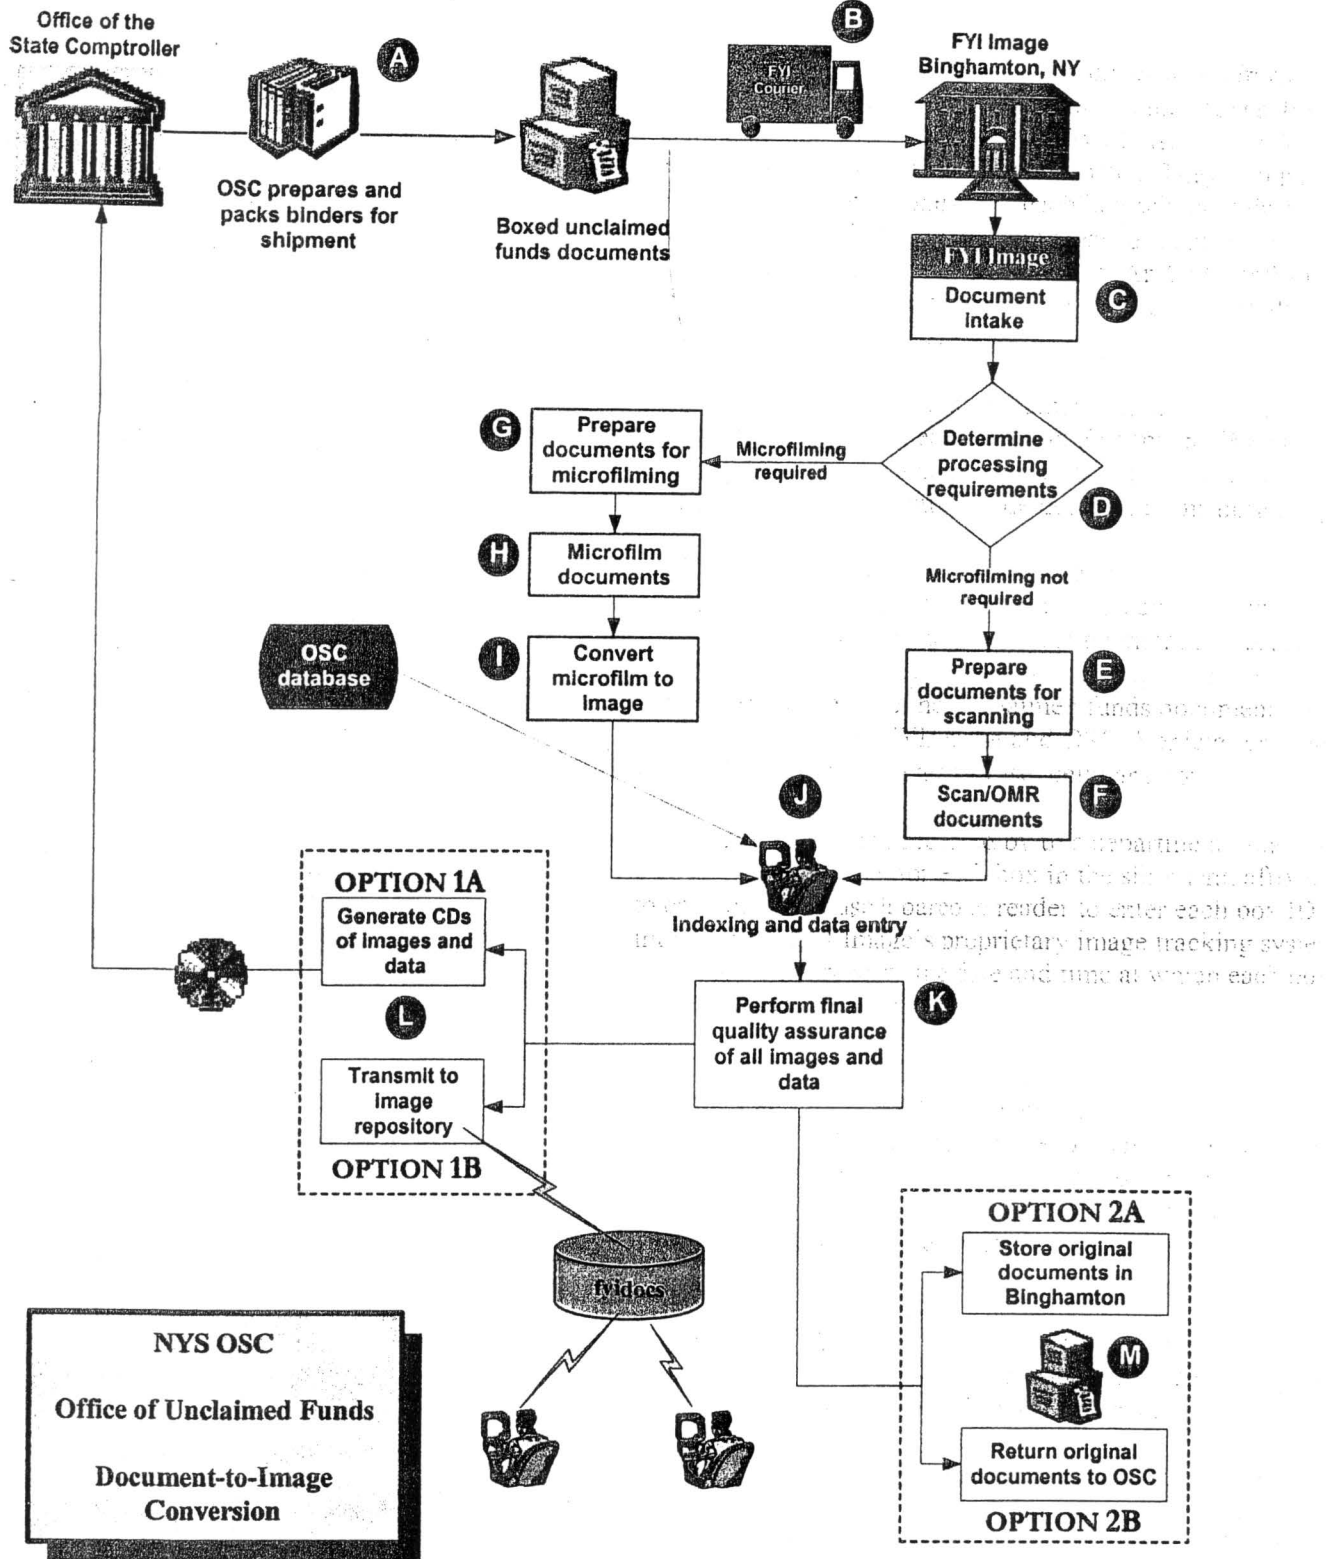 Office of the
State Comptroller
A
OSC prepares and
packs binders for
shipment
Boxed unclaimed
funds documents
B
FYI
Courier
FYI Image
Binghamton, NY
FYI Image
Document
intake
C
Determine
processing
requirements
D
Microfilming
required
G
Prepare
documents for
microfilming
H
Microfilm
documents
I
Convert
microfilm to
image
Microfilming not
required
E
Prepare
documents for
scanning
F
Scan/OMR
documents
OSC
database
J
Indexing and data entry
K
Perform final
quality assurance
of all images and
data
OPTION 1A
Generate CDs
of images and
data
L
Transmit to
image
repository
OPTION 1B
fyidocs
OPTION 2A
Store original
documents in
Binghamton
M
Return original
documents to OSC
OPTION 2B
NYS OSC
Office of Unclaimed Funds
Document-to-Image
Conversion